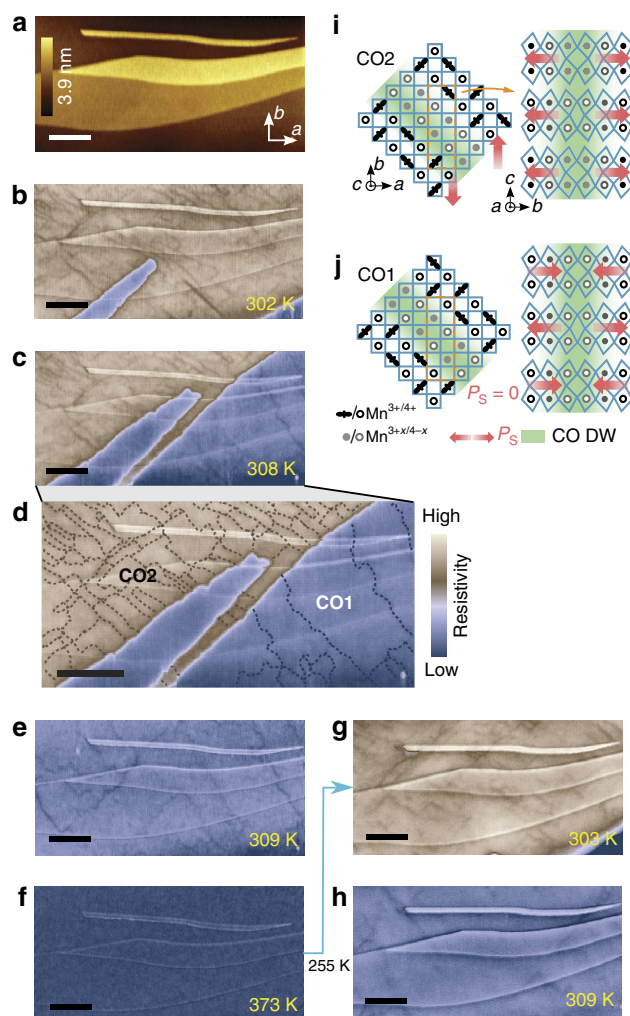 a
3.9 nm
b
a
b
302 K
c
308 K
d
CO2
CO1
High
Resistivity
Low
e
309 K
f
373 K
255 K
g
303 K
h
309 K
i
CO2
b
c
a
c
a
b
j
CO1
P_S = 0
/ Mn^3+/4+
/ Mn^3+x/4−x
P_S
CO DW